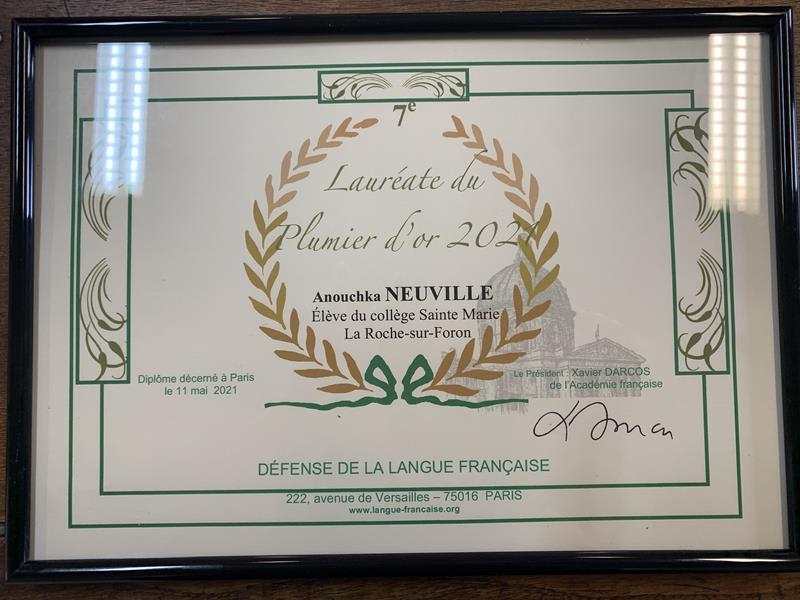 7e
Lauréate du
Plumier d'or 2021
Anouchka NEUVILLE
Élève du collège Sainte Marie
La Roche-sur-Foron
Diplôme décerné à Paris
le 11 mai 2021
Le Président : Xavier DARCOS
de l'Académie française
DÉFENSE DE LA LANGUE FRANÇAISE
222, avenue de Versailles – 75016 PARIS
www.langue-francaise.org